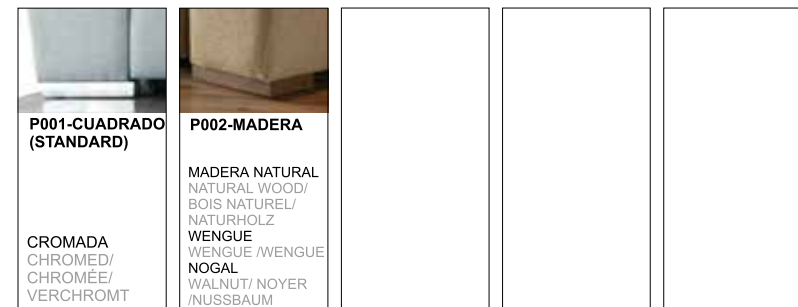 P001-CUADRADO
(STANDARD)
CROMADA
CHROMED/
CHROMÉE/
VERCHROMT
P002-MADERA
MADERA NATURAL
NATURAL WOOD/
BOIS NATUREL/
NATURHOLZ
WENGUE
WENGUE /WENGUE
NOGAL
WALNUT/ NOYER
/NUSSBAUM